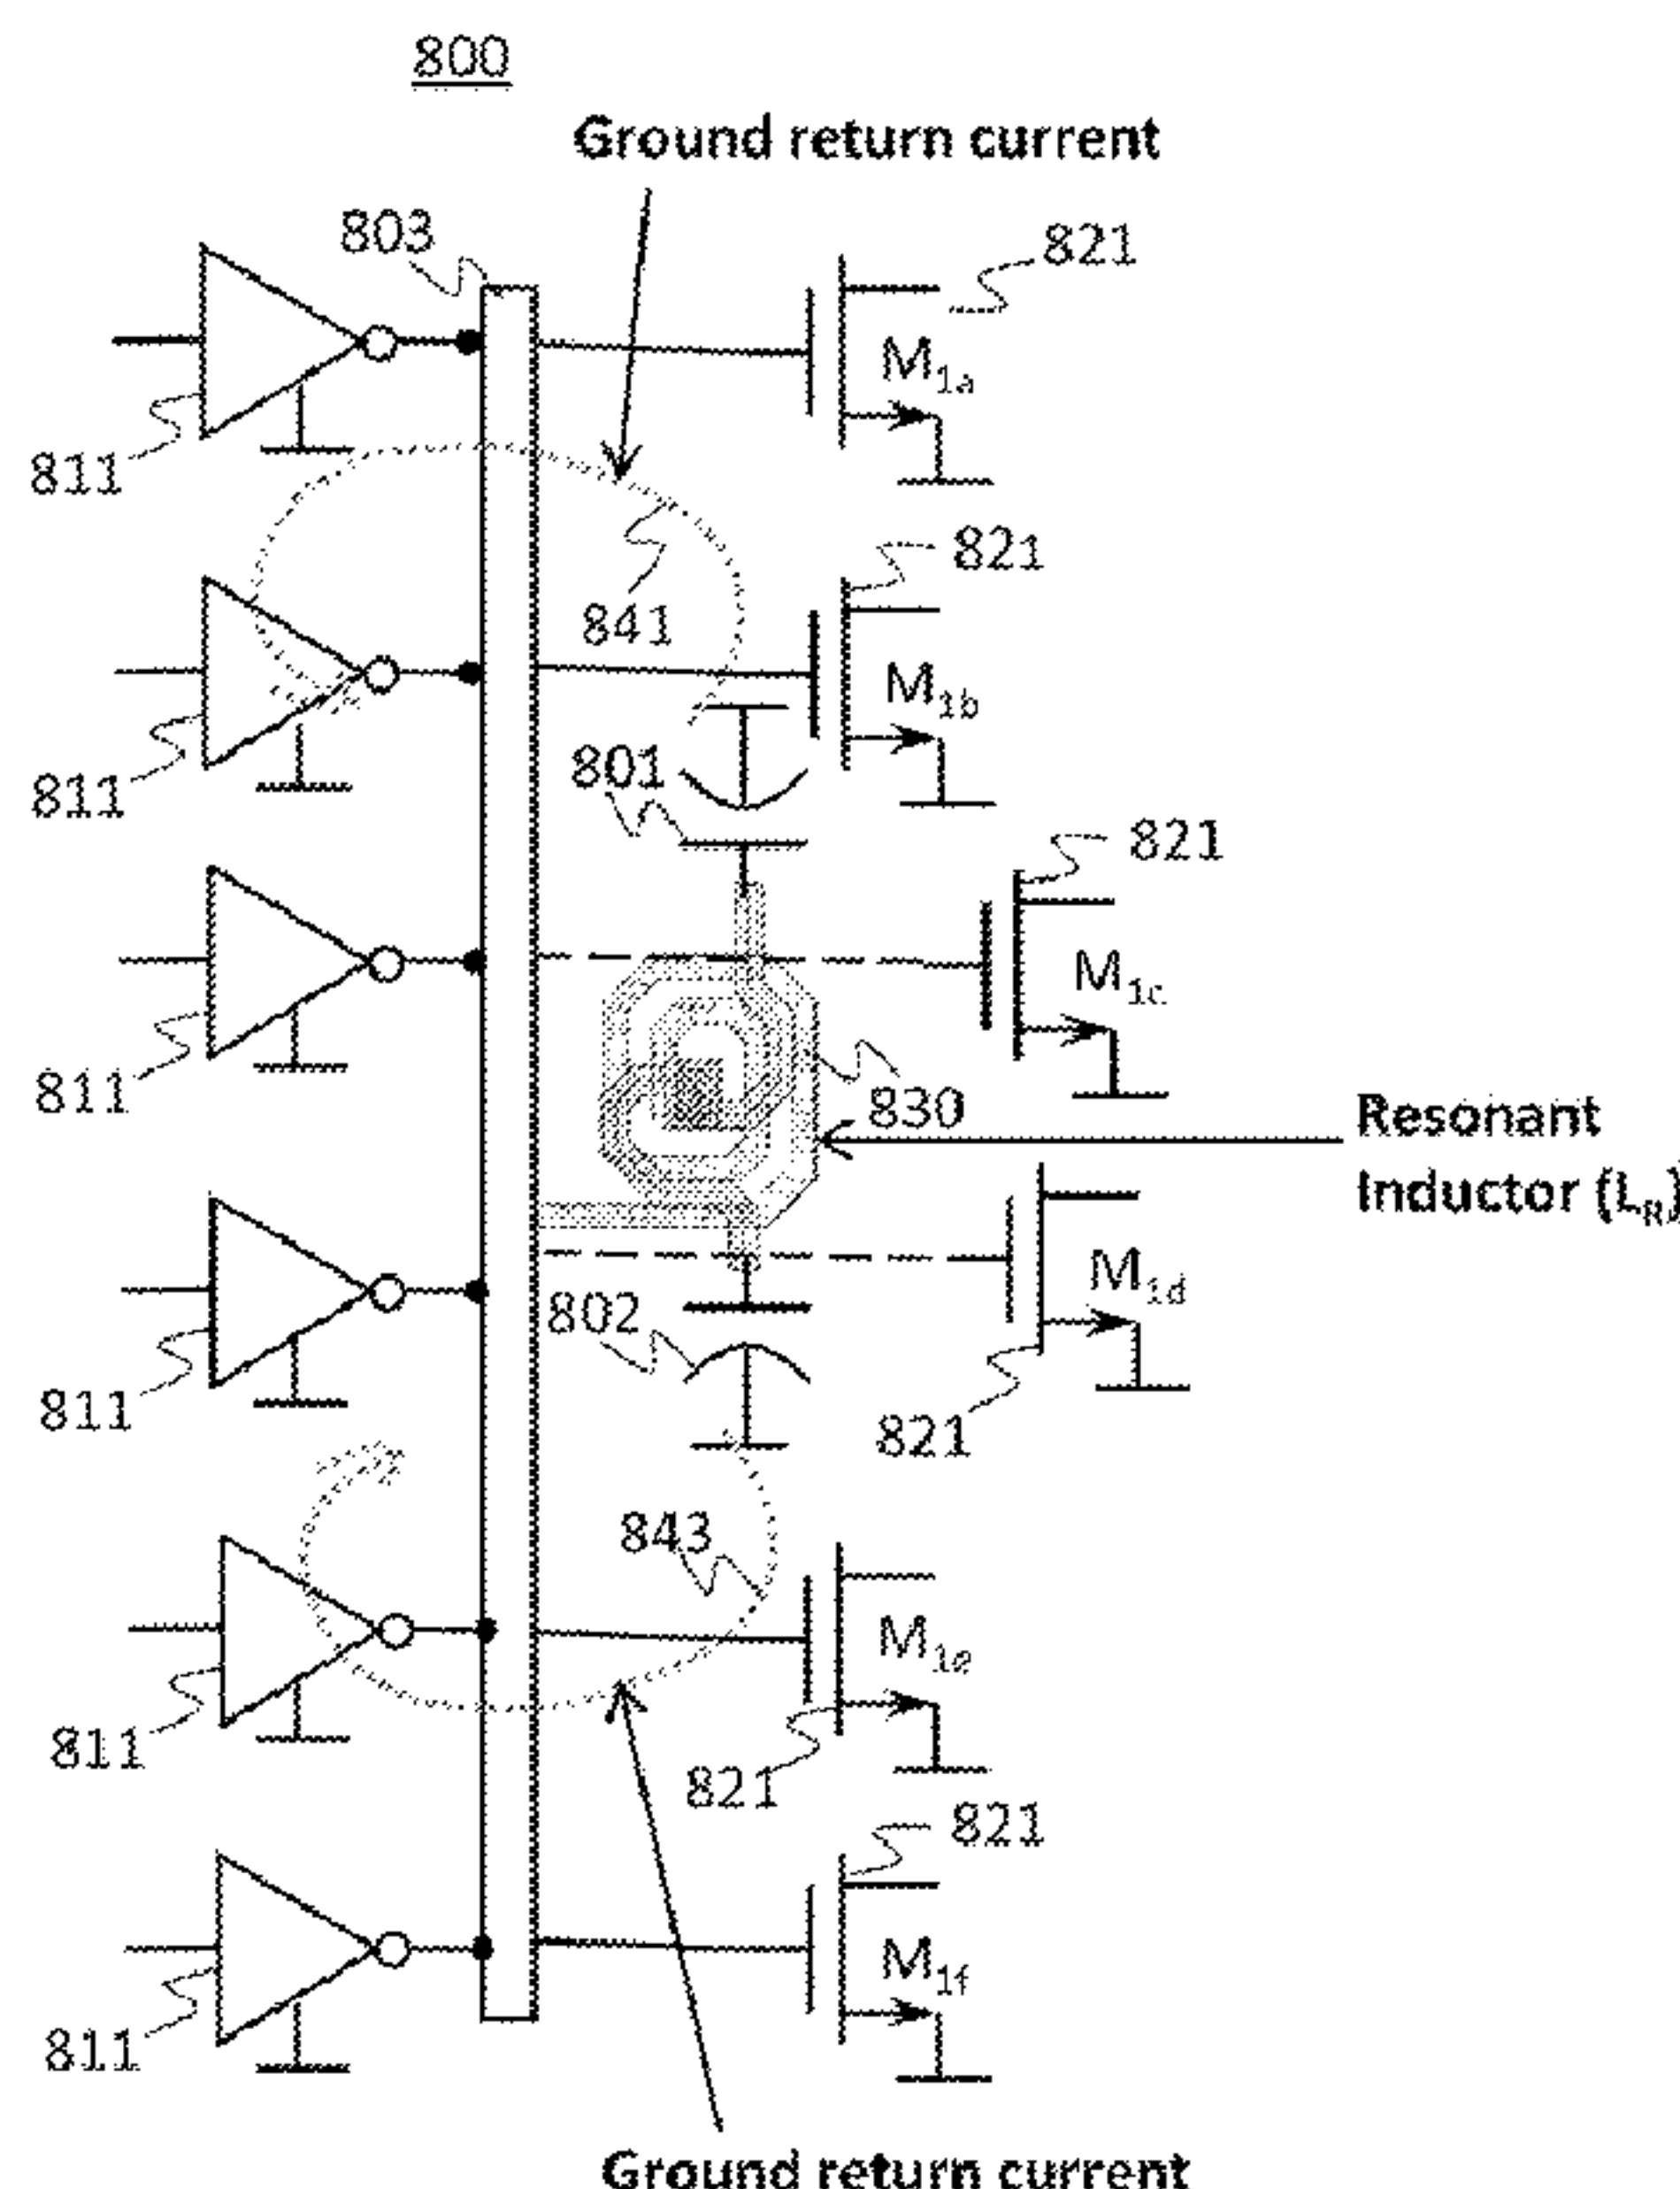 800
Ground return current
803
821
M1a
811
821
841
M1b
801
811
821
M1c
811
830
Resonant
Inductor (LR)
M1d
802
811
821
843
M1e
811
821
821
M1f
811
Ground return current